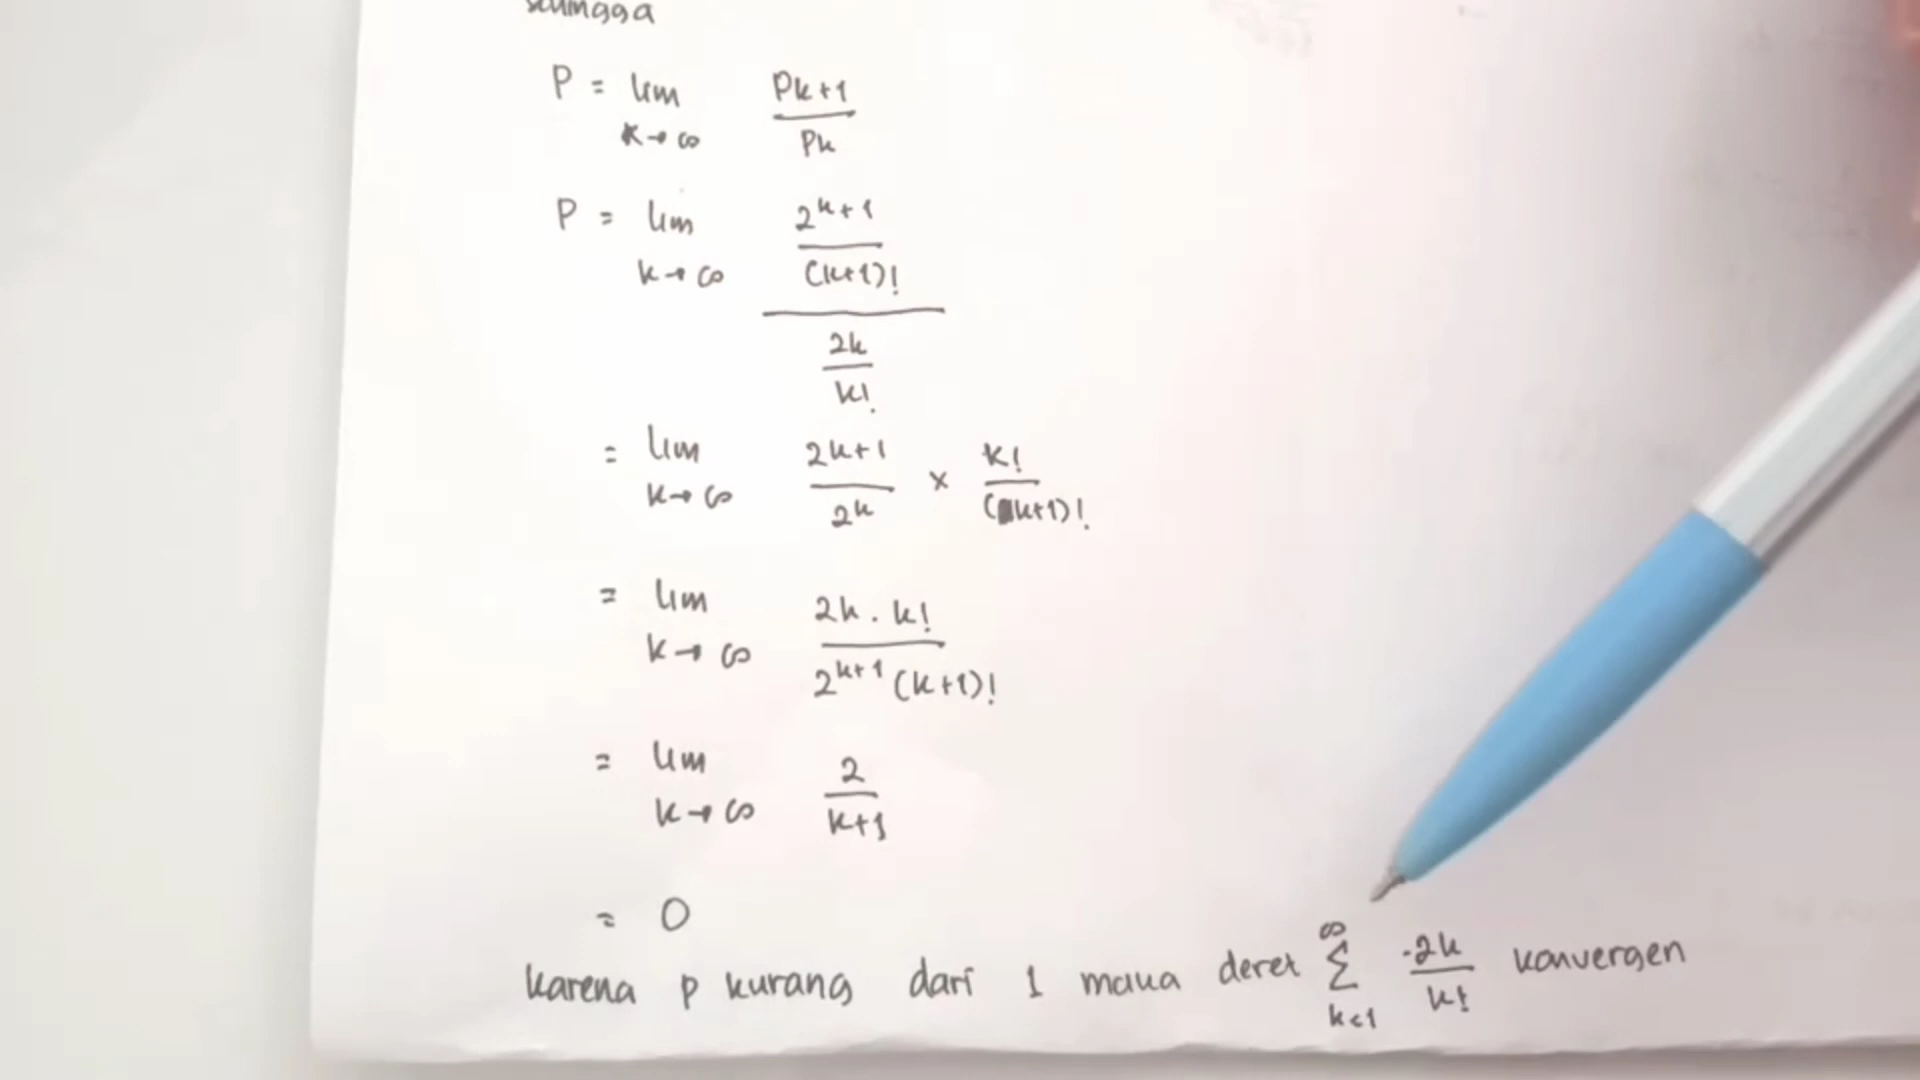 sehingga
P = lim Pk+1
k→∞ Pk
P = lim 2^k+1
k→∞ (k+1)!
2k
k!
= lim 2k+1 × k!
k→∞ 2^k (k+1)!
= lim 2k . k!
k→∞ 2^k+1 (k+1)!
= lim 2
k→∞ k+1
= 0
karena p kurang dari 1 maka deret ∞ Σ k=1 -2k / k! konvergen